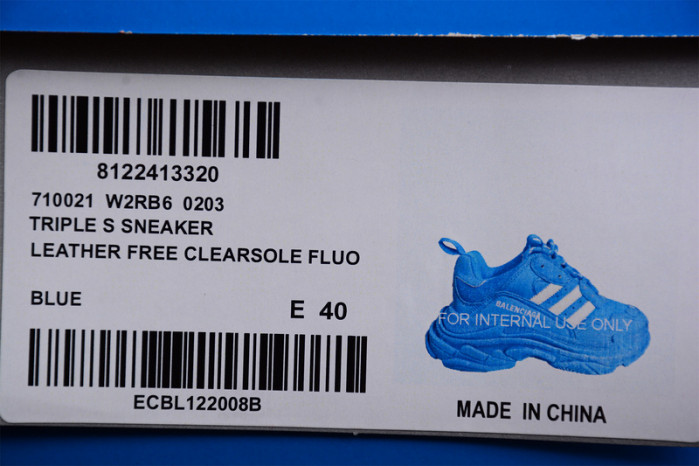 8122413320
710021 W2RB6 0203
TRIPLE S SNEAKER
LEATHER FREE CLEARSOLE FLUO
BLUE
E 40
ECBL122008B
BALENCIAGA
FOR INTERNAL USE ONLY
MADE IN CHINA